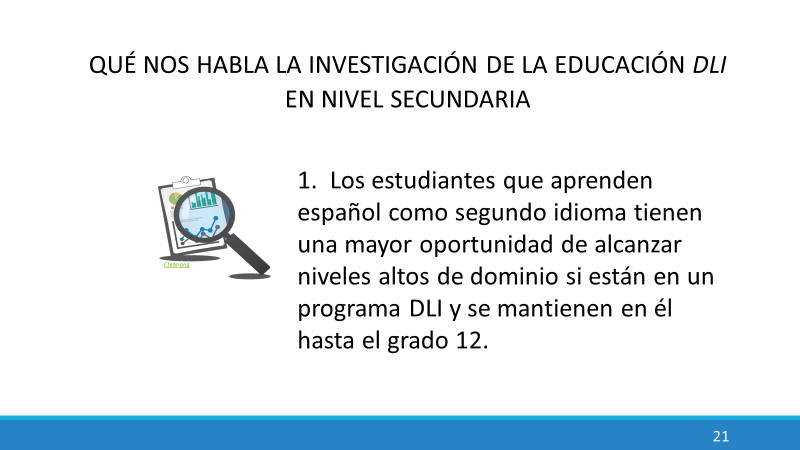 QUÉ NOS HABLA LA INVESTIGACIÓN DE LA EDUCACIÓN DLI
EN NIVEL SECUNDARIA
1. Los estudiantes que aprenden
español como segundo idioma tienen
una mayor oportunidad de alcanzar
niveles altos de dominio si están en un
programa DLI y se mantienen en él
hasta el grado 12.
Cleanpng
21